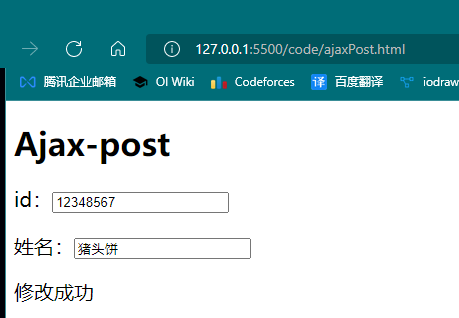 127.0.0.1:5500/code/ajaxPost.html
腾讯企业邮箱 OI Wiki Codeforces 译 百度翻译 iodraw
Ajax-post
id：12348567
姓名：猪头饼
修改成功